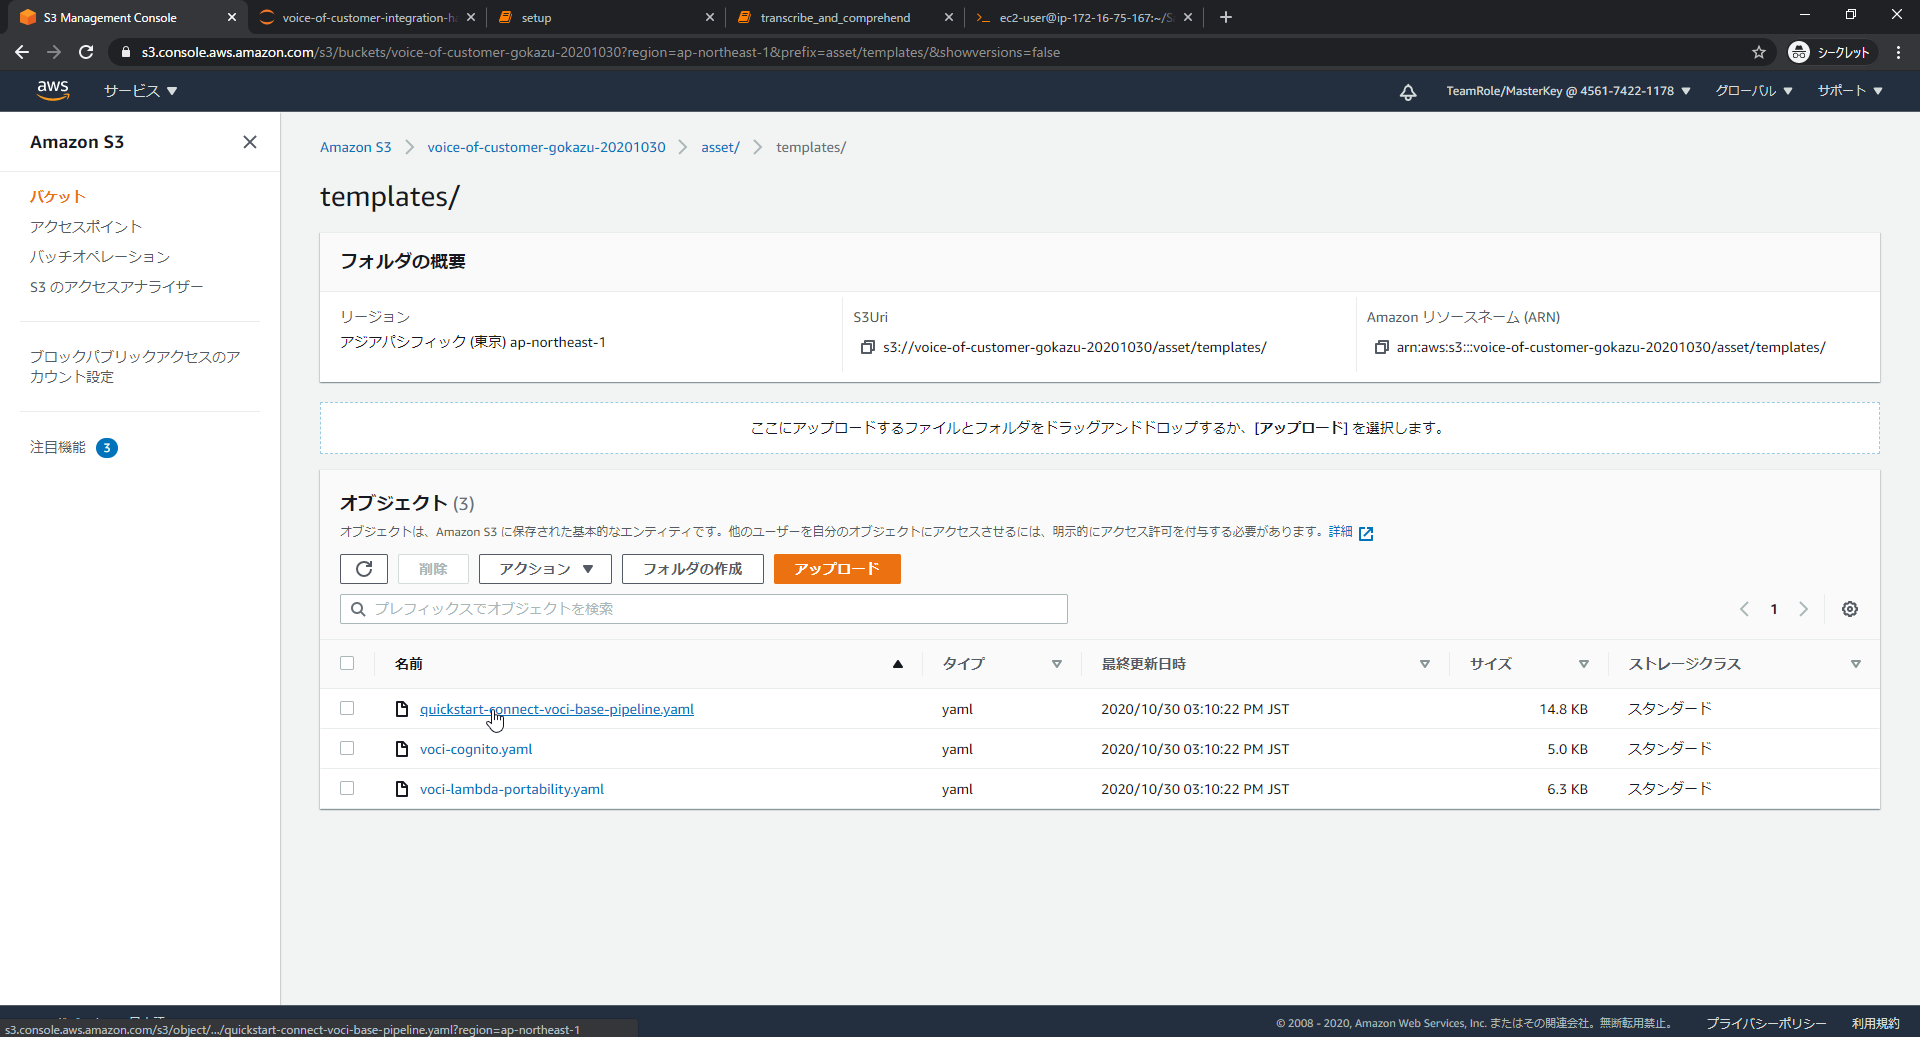 S3 Management Console
voice-of-customer-integration-h
setup
transcribe_and_comprehend
ec2-user@ip-172-16-75-167:~/S
s3.console.aws.amazon.com/s3/buckets/voice-of-customer-gokazu-20201030?region=ap-northeast-1&prefix=asset/templates/&showversions=false
シークレット
aws
サービス
TeamRole/MasterKey @ 4561-7422-1178
グローバル
サポート
Amazon S3
バケット
アクセスポイント
バッチオペレーション
S3 のアクセスアナライザー
ブロックパブリックアクセスのア
カウント設定
注目機能 3
Amazon S3
voice-of-customer-gokazu-20201030
asset/
templates/
templates/
フォルダの概要
リージョン
アジアパシフィック (東京) ap-northeast-1
S3Uri
s3://voice-of-customer-gokazu-20201030/asset/templates/
Amazon リソースネーム (ARN)
arn:aws:s3:::voice-of-customer-gokazu-20201030/asset/templates/
ここにアップロードするファイルとフォルダをドラッグアンドドロップするか、[アップロード] を選択します。
オブジェクト (3)
オブジェクトは、Amazon S3 に保存された基本的なエンティティです。他のユーザーを自分のオブジェクトにアクセスさせるには、明示的にアクセス許可を付与する必要があります。詳細
削除
アクション
フォルダの作成
アップロード
プレフィックスでオブジェクトを検索
1
名前 タイプ 最終更新日時 サイズ ストレージクラス
quickstart-connect-voci-base-pipeline.yaml yaml 2020/10/30 03:10:22 PM JST 14.8 KB スタンダード
voci-cognito.yaml yaml 2020/10/30 03:10:22 PM JST 5.0 KB スタンダード
voci-lambda-portability.yaml yaml 2020/10/30 03:10:22 PM JST 6.3 KB スタンダード
s3.console.aws.amazon.com/s3/object/.../quickstart-connect-voci-base-pipeline.yaml?region=ap-northeast-1
© 2008 - 2020, Amazon Web Services, Inc. またはその関連会社。無断転用禁止。
プライバシーポリシー
利用規約